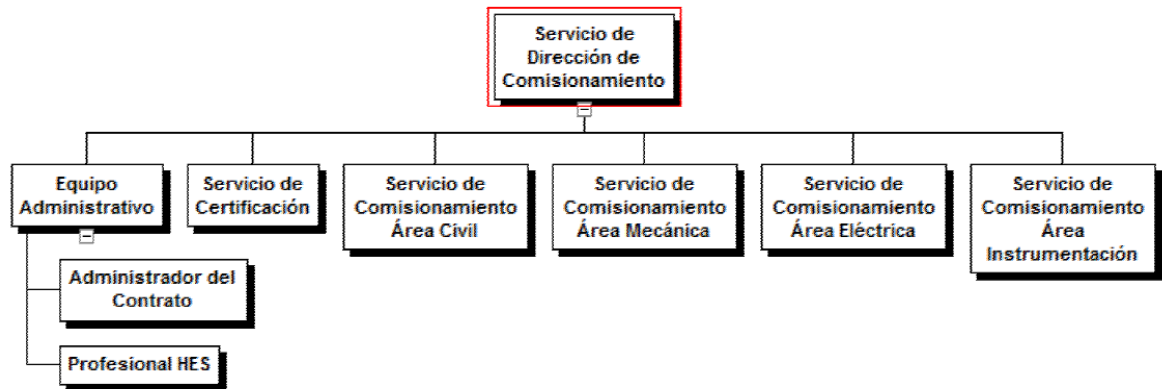 Servicio de
Dirección de
Comisionamiento
Equipo
Administrativo
Servicio de
Certificación
Servicio de
Comisionamiento
Área Civil
Servicio de
Comisionamiento
Área Mecánica
Servicio de
Comisionamiento
Área Eléctrica
Servicio de
Comisionamiento
Área
Instrumentación
Administrador del
Contrato
Profesional HES